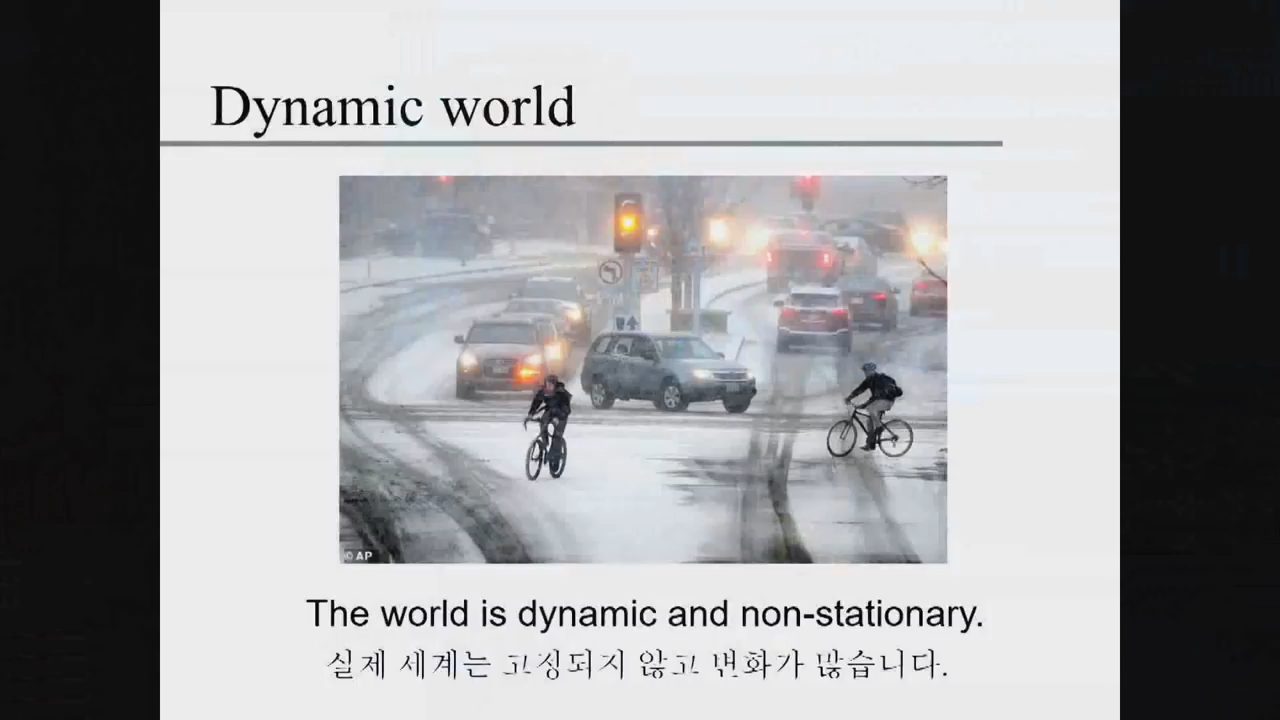 Dynamic world
© AP
The world is dynamic and non-stationary.
실제 세계는 고정되지 않고 변화가 많습니다.